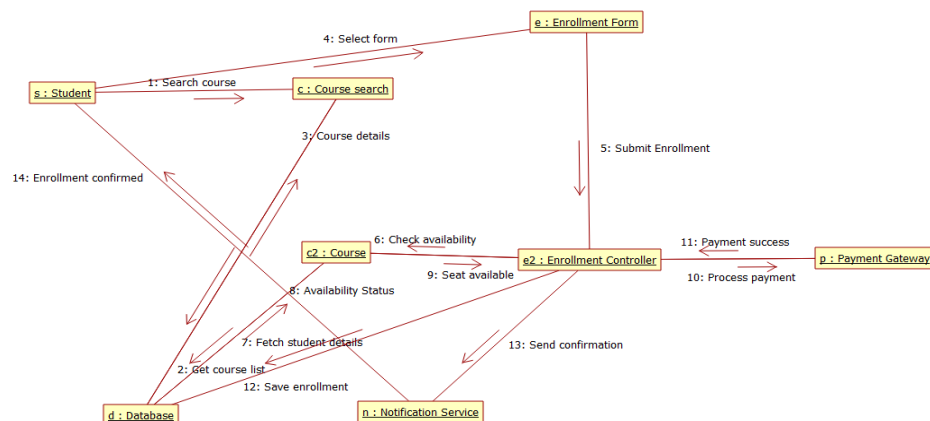 e : Enrollment Form
4: Select form
1: Search course
s : Student
c : Course search
3: Course details
5: Submit Enrollment
14: Enrollment confirmed
6: Check availability
11: Payment success
c2 : Course
e2 : Enrollment Controller
p : Payment Gateway
9: Seat available
10: Process payment
8: Availability Status
7: Fetch student details
13: Send confirmation
2: Get course list
12: Save enrollment
d : Database
n : Notification Service